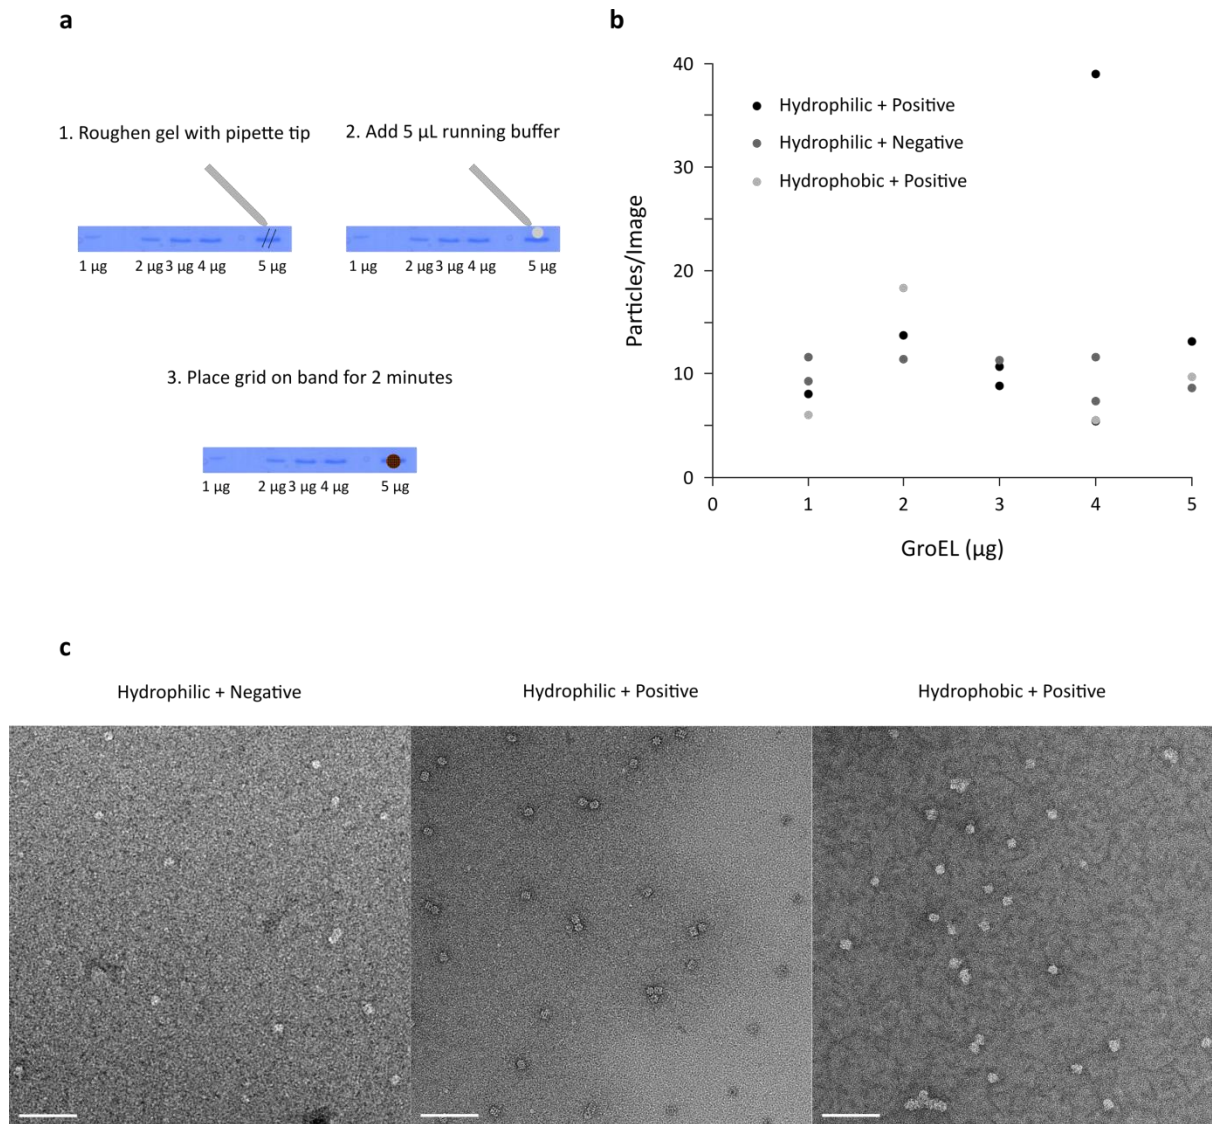 a
1. Roughen gel with pipette tip
2. Add 5 µL running buffer
1 µg 2 µg 3 µg 4 µg 5 µg
1 µg 2 µg 3 µg 4 µg 5 µg
3. Place grid on band for 2 minutes
1 µg 2 µg 3 µg 4 µg 5 µg
b
40
30
20
10
0
Particles/Image
Hydrophilic + Positive
Hydrophilic + Negative
Hydrophobic + Positive
0 1 2 3 4 5
GroEL (µg)
c
Hydrophilic + Negative
Hydrophilic + Positive
Hydrophobic + Positive